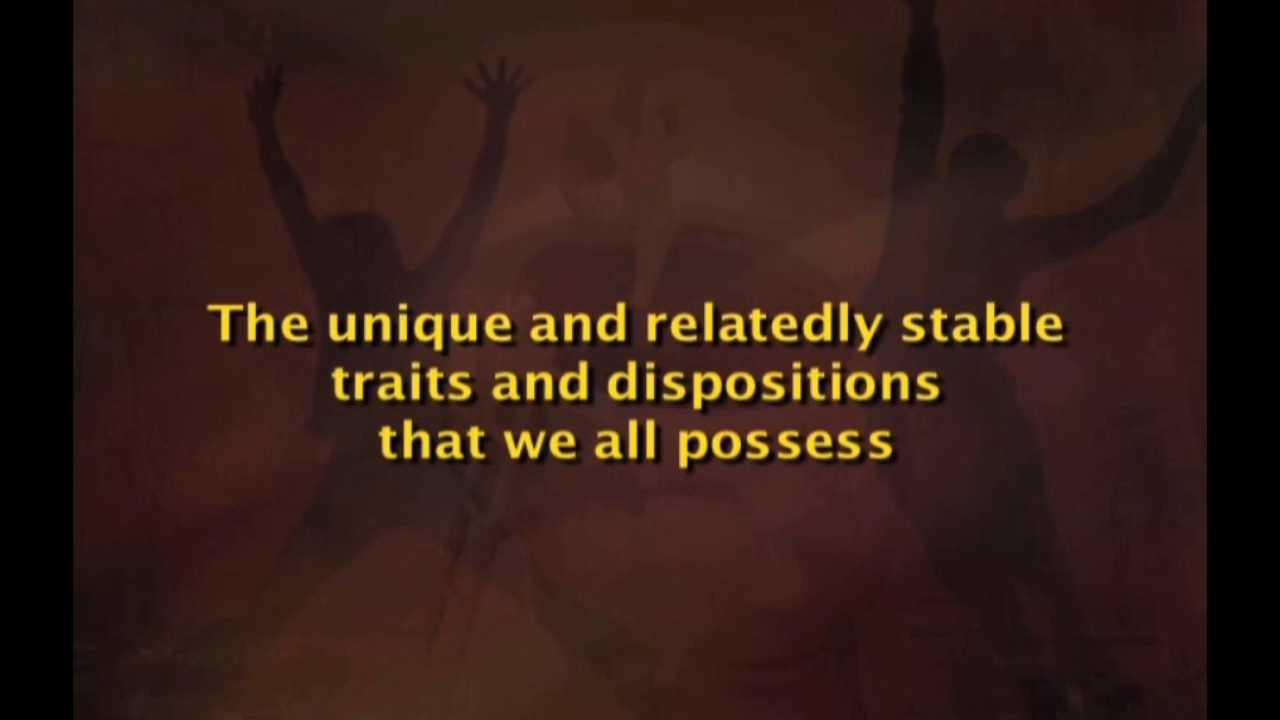 The unique and relatedly stable
traits and dispositions
that we all possess